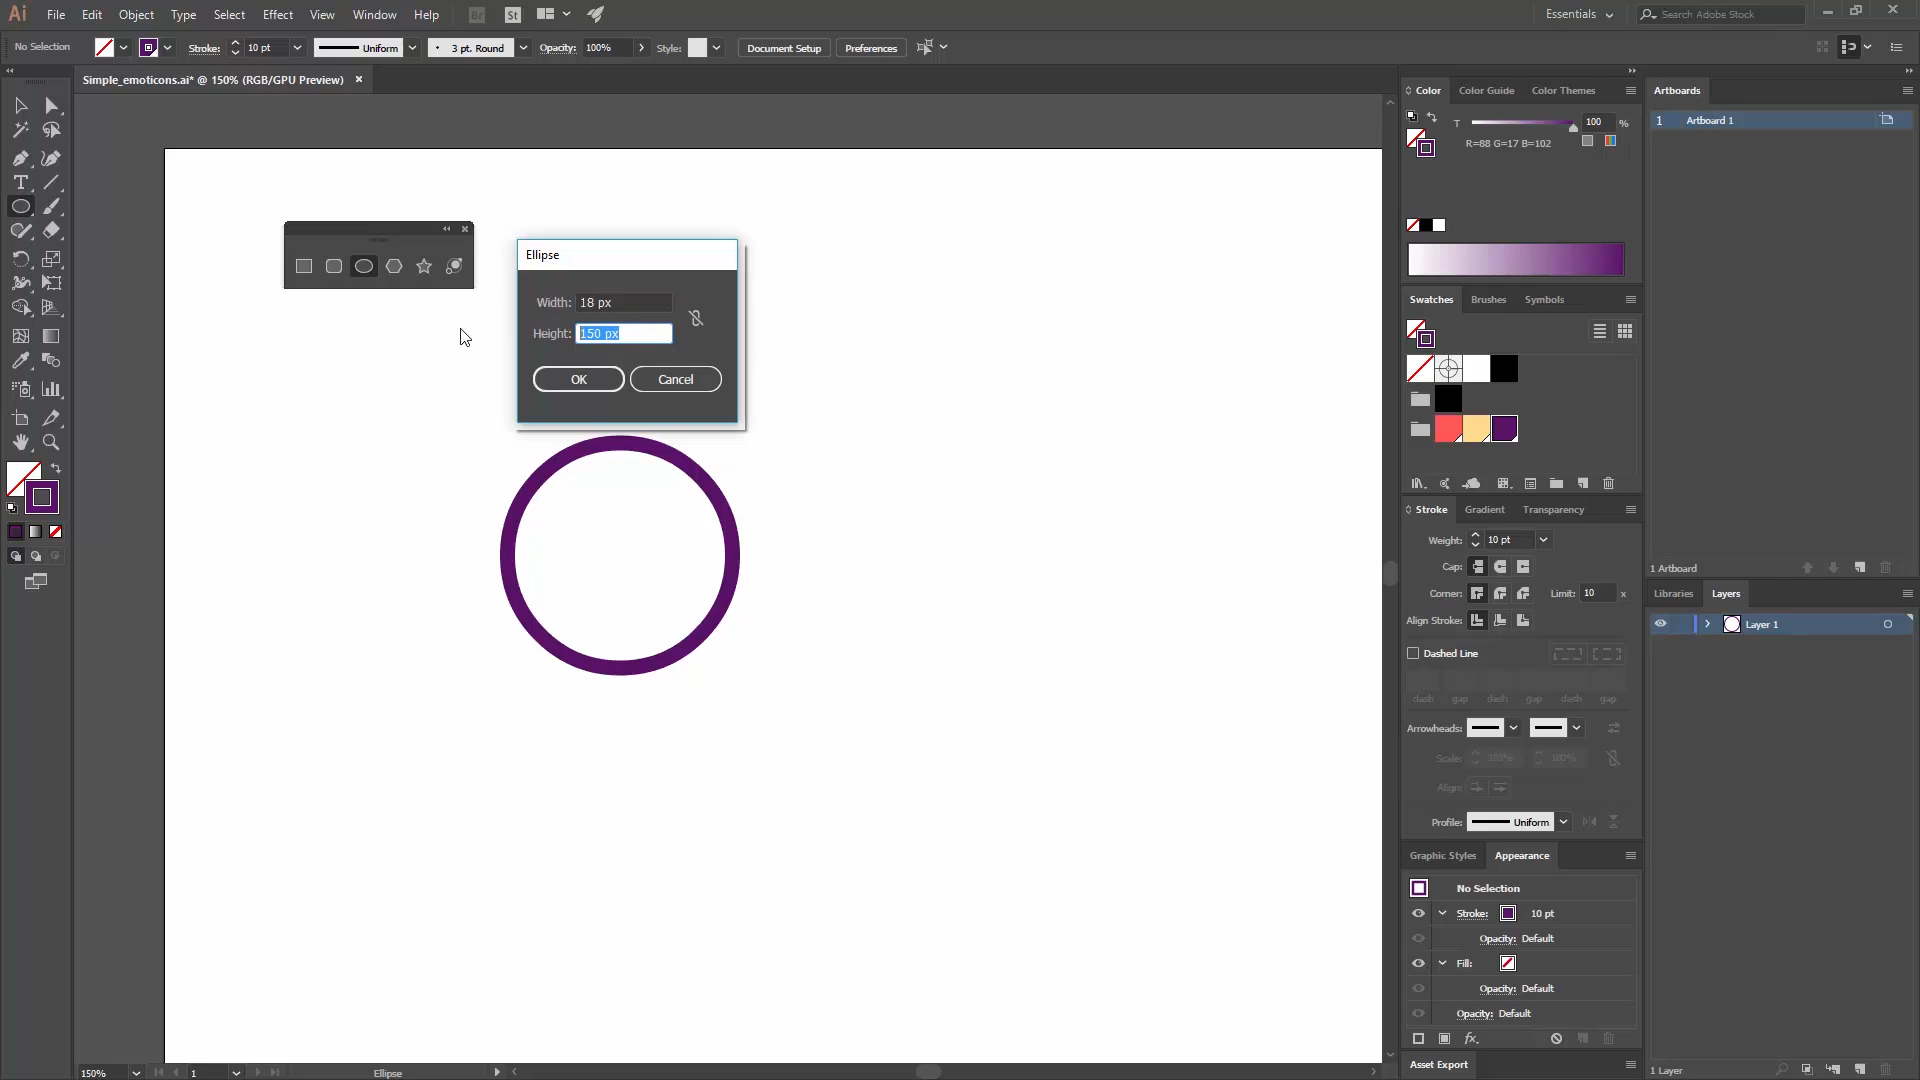 Ai File Edit Object Type Select Effect View Window Help Br St Essentials Search Adobe Stock
No Selection Stroke: 10 pt Uniform 3 pt. Round Opacity: 100% Style: Document Setup Preferences
Simple_emoticons.ai* @ 150% (RGB/GPU Preview)
Ellipse
Width: 18 px
Height: 150 px
OK Cancel
Color Color Guide Color Themes
T 100 %
R=88 G=17 B=102
Swatches Brushes Symbols
Stroke Gradient Transparency
Weight: 10 pt
Cap:
Corner: Limit: 10 x
Align Stroke:
Dashed Line
dash gap dash gap dash gap
Arrowheads:
Scale: 100% 100%
Align:
Profile: Uniform
Graphic Styles Appearance
No Selection
Stroke: 10 pt
Opacity: Default
Fill:
Opacity: Default
Opacity: Default
fx
Asset Export
Artboards
1 Artboard 1
1 Artboard
Libraries Layers
Layer 1
1 Layer
150% 1 Ellipse